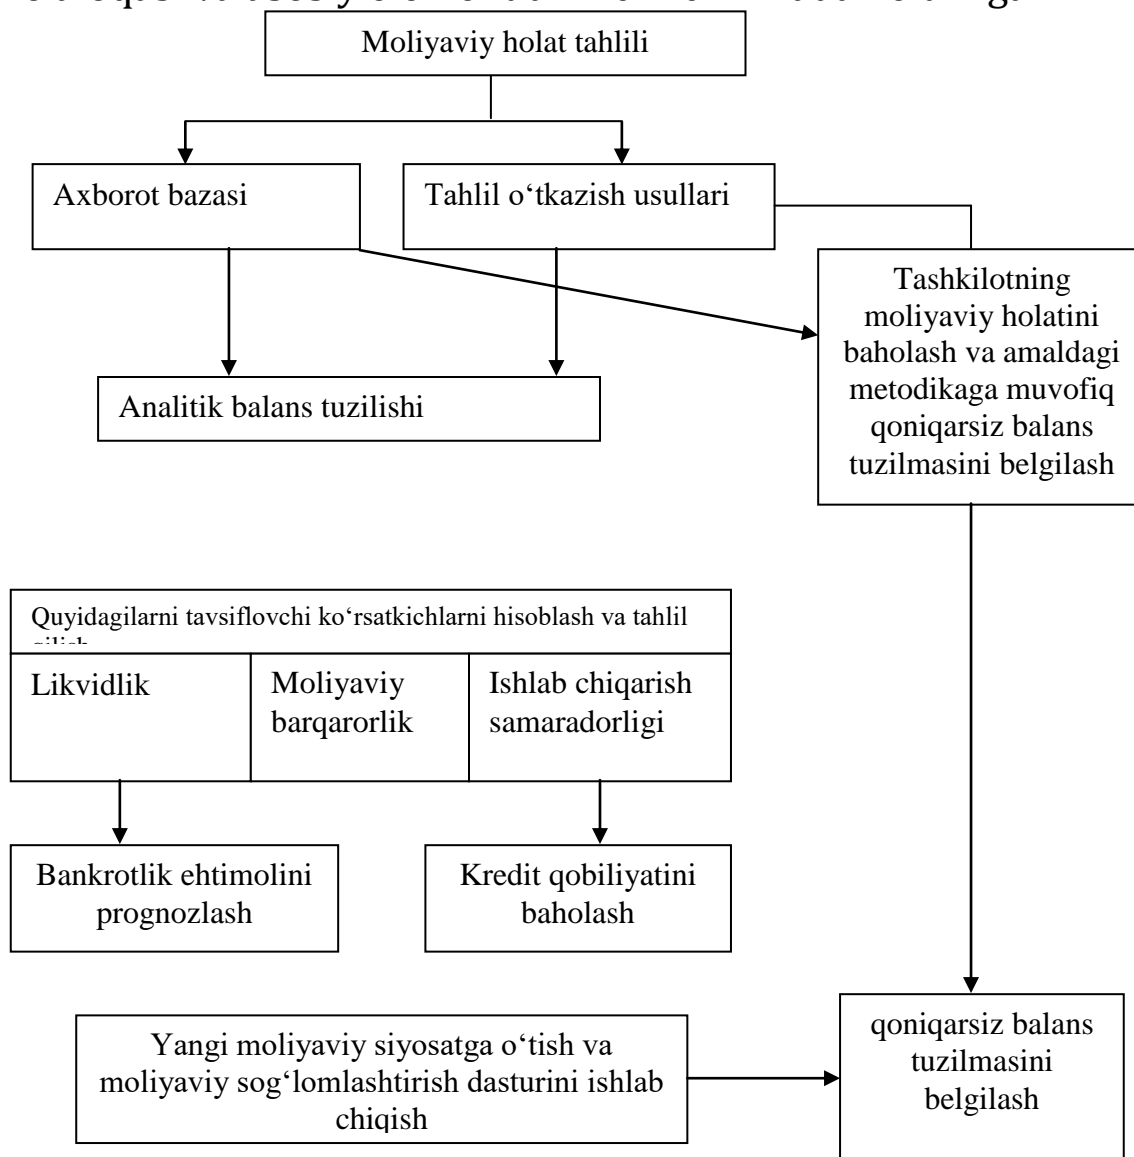 Moliyaviy holat tahlili
Axborot bazasi
Tahlil o‘tkazish usullari
Tashkilotning
moliyaviy holatini
baholash va amaldagi
metodikaga muvofiq
qoniqarsiz balans
tuzilmasini belgilash
Analitik balans tuzilishi
Quyidagilarni tavsiflovchi ko‘rsatkichlarni hisoblash va tahlil
qilish
Likvidlik
Moliyaviy
barqarorlik
Ishlab chiqarish
samaradorligi
Bankrotlik ehtimolini
prognozlash
Kredit qobiliyatini
baholash
Yangi moliyaviy siyosatga o‘tish va
moliyaviy sog‘lomlashtirish dasturini ishlab
chiqish
qoniqarsiz balans
tuzilmasini
belgilash